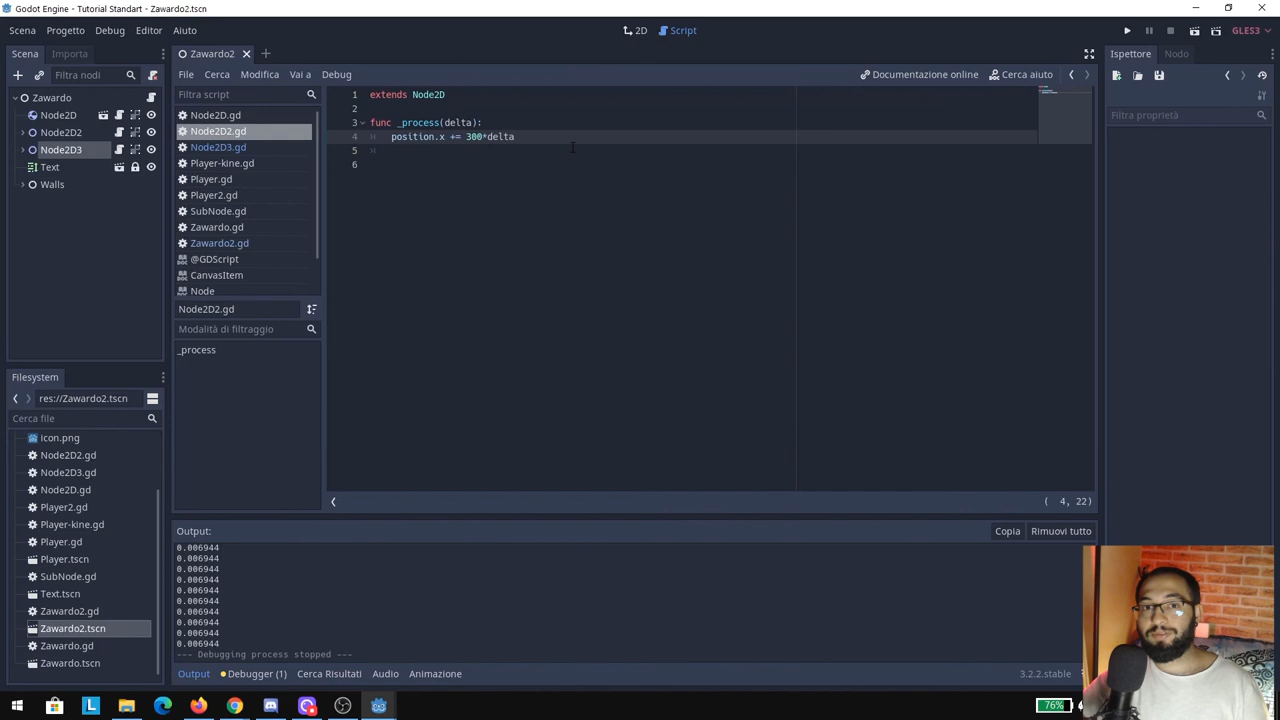 Godot Engine - Tutorial Standart - Zawardo2.tscn
Scena Progetto Debug Editor Aiuto
2D Script
GLES3
Scena Importa
Filtra nodi
Zawardo
Node2D
Node2D2
Node2D3
Text
Walls
Filesystem
res://Zawardo2.tscn
Cerca file
icon.png
Node2D2.gd
Node2D3.gd
Node2D.gd
Player2.gd
Player-kine.gd
Player.gd
Player.tscn
SubNode.gd
Text.tscn
Zawardo2.gd
Zawardo2.tscn
Zawardo.gd
Zawardo.tscn
Zawardo2
File Cerca Modifica Vai a Debug
Documentazione online Cerca aiuto
Filtra script
Node2D.gd
Node2D2.gd
Node2D3.gd
Player-kine.gd
Player.gd
Player2.gd
SubNode.gd
Zawardo.gd
Zawardo2.gd
@GDScript
CanvasItem
Node
Node2D2.gd
Modalità di filtraggio
_process
1 extends Node2D
2
3 func _process(delta):
4 position.x += 300*delta
5
6
( 4, 22)
Output:
Copia Rimuovi tutto
0.006944
0.006944
0.006944
0.006944
0.006944
0.006944
0.006944
0.006944
0.006944
0.006944
--- Debugging process stopped ---
Output Debugger (1) Cerca Risultati Audio Animazione
3.2.2.stable
Ispettore Nodo
Filtra proprietà
76%